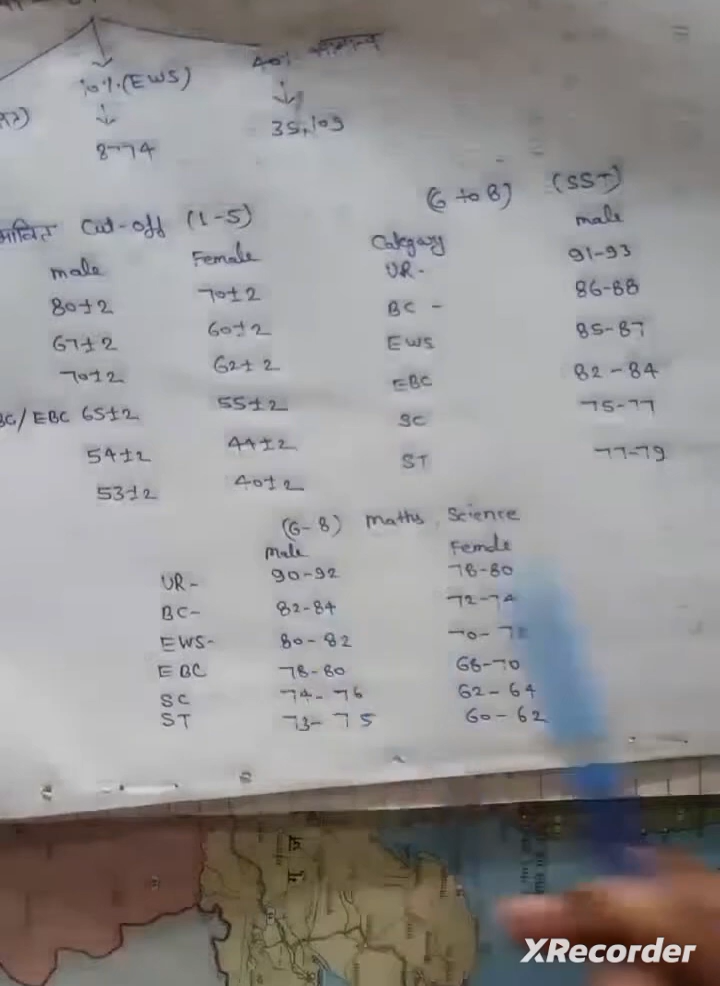 10% (EWS)
40% सामान्य
8774
35,109
(6 to 8) (SST)
Cut-off (1-5)
male Female
Category male
80±2 70±2
UR- 91-93
67±2 60±2
BC - 86-88
70±2 62±2
EWS 85-87
BC/EBC 65±2 55±2
EBC 82-84
54±2 44±2
SC 75-77
53±2 40±2
ST 77-79
(6-8) maths, Science
male Female
UR- 90-92 78-80
BC- 82-84 72-74
EWS- 80-82 70-72
EBC 78-80 68-70
SC 74-76 62-64
ST 73-75 60-62
XRecorder